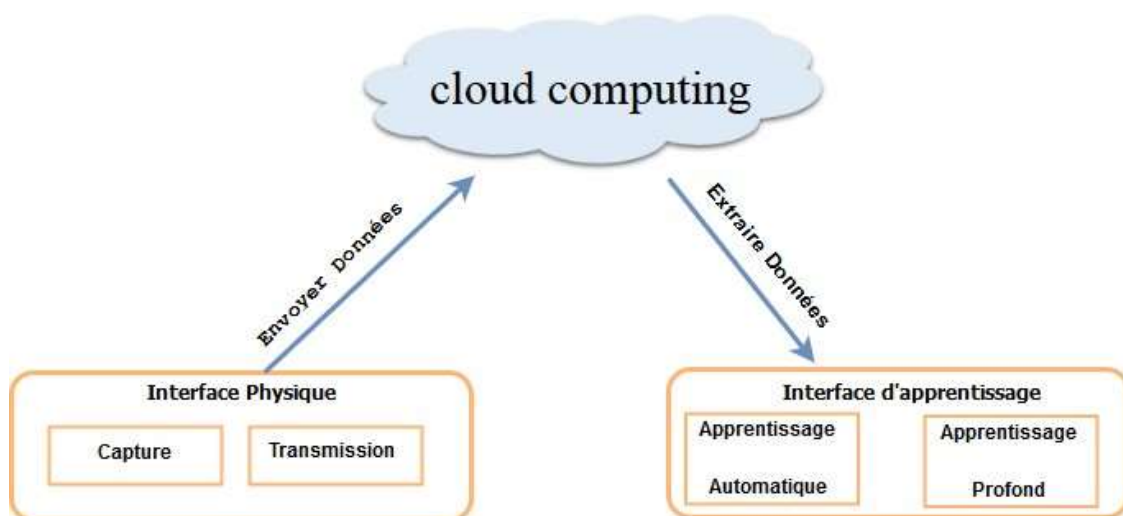 cloud computing
Envoyer Données
Extraire Données
Interface Physique
Capture
Transmission
Interface d'apprentissage
Apprentissage
Automatique
Apprentissage
Profond